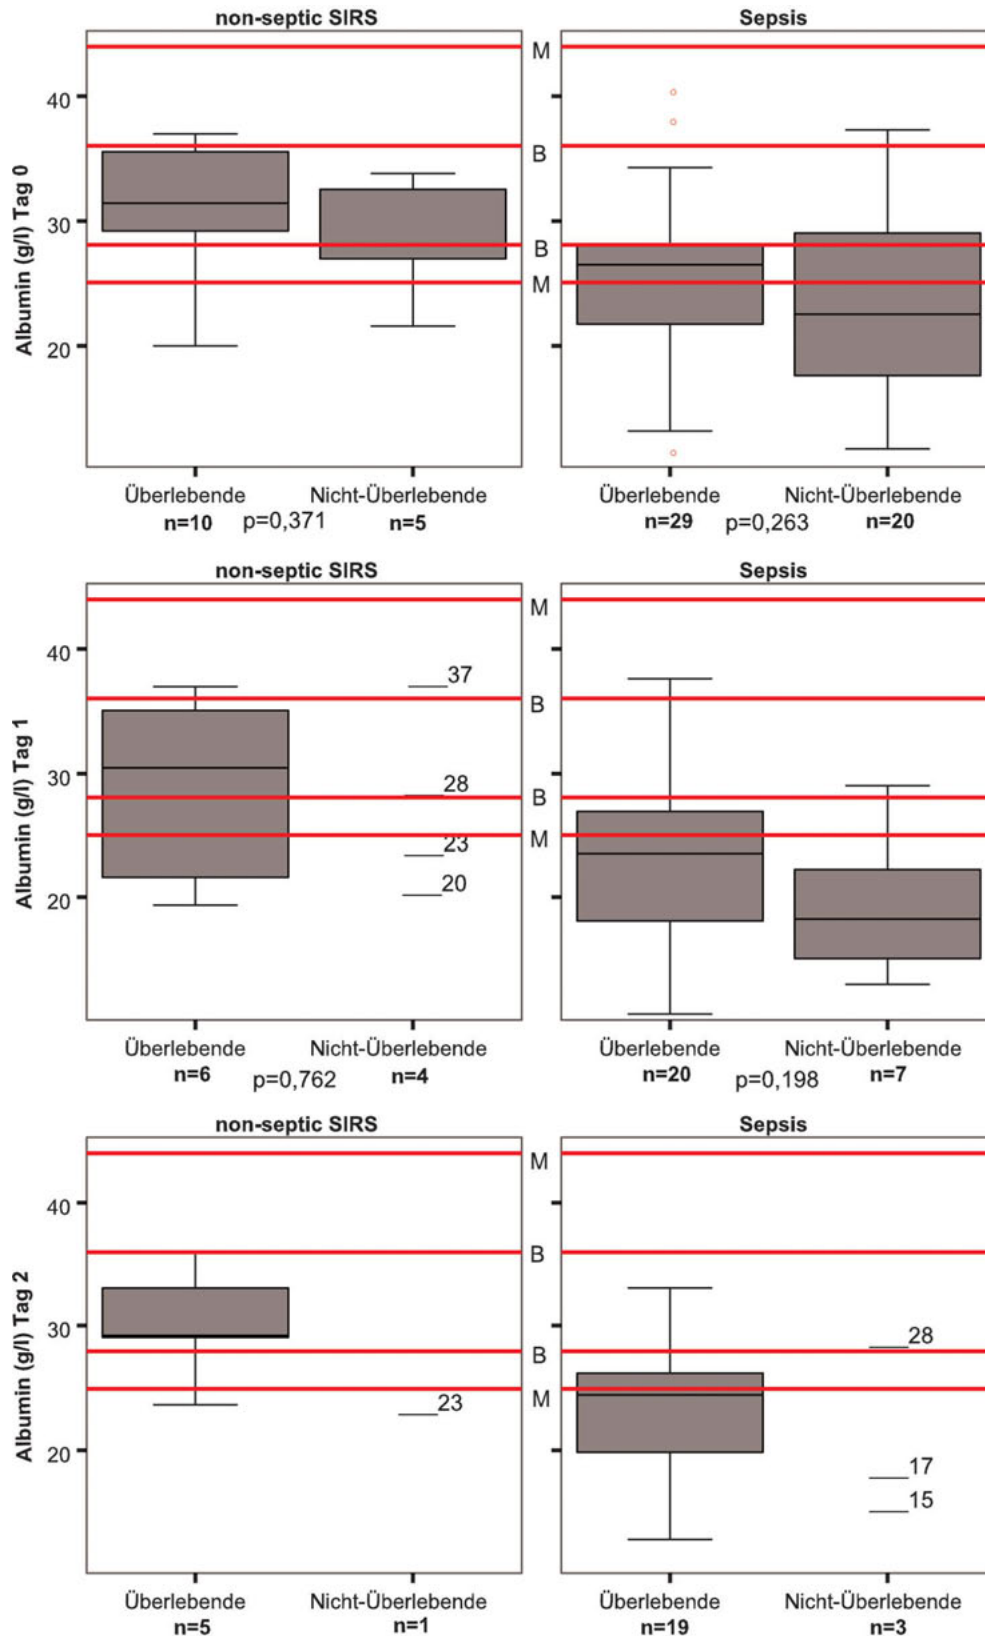 non-septic SIRS Sepsis
M
40
B
30
B
M
20
Albumin (g/l) Tag 0
Überlebende Nicht-Überlebende Überlebende Nicht-Überlebende
n=10 p=0,371 n=5 n=29 p=0,263 n=20
non-septic SIRS Sepsis
M
40
37
B
30
28
B
M
23
20
20
Albumin (g/l) Tag 1
Überlebende Nicht-Überlebende Überlebende Nicht-Überlebende
n=6 p=0,762 n=4 n=20 p=0,198 n=7
non-septic SIRS Sepsis
M
40
B
30
28
B
M
23
20
17
15
Albumin (g/l) Tag 2
Überlebende Nicht-Überlebende Überlebende Nicht-Überlebende
n=5 n=1 n=19 n=3